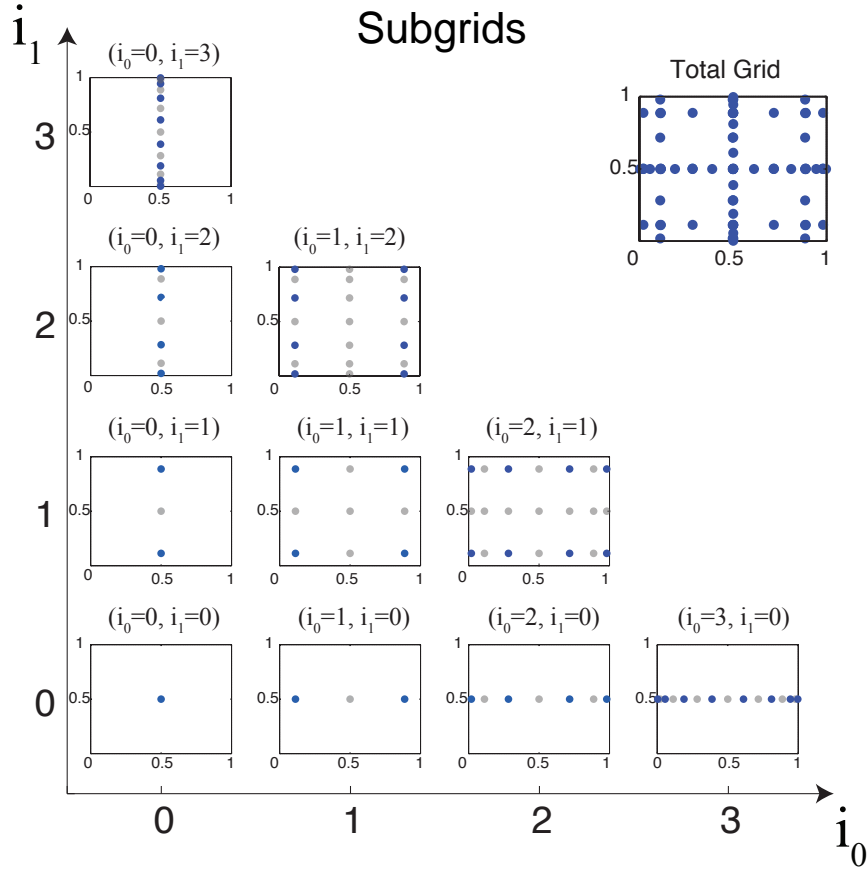 Subgrids
i1
(i0=0, i1=3)
1
0.5
0 0.5 1
Total Grid
1
0.5
0 0.5 1
3
(i0=0, i1=2) (i0=1, i1=2)
1 1
0.5 0.5
0 0.5 1 0 0.5 1
2
(i0=0, i1=1) (i0=1, i1=1) (i0=2, i1=1)
1 1 1
0.5 0.5 0.5
0 0.5 1 0 0.5 1 0 0.5 1
1
(i0=0, i1=0) (i0=1, i1=0) (i0=2, i1=0) (i0=3, i1=0)
1 1 1 1
0.5 0.5 0.5 0.5
0 0.5 1 0 0.5 1 0 0.5 1 0 0.5 1
0
0 1 2 3
i0